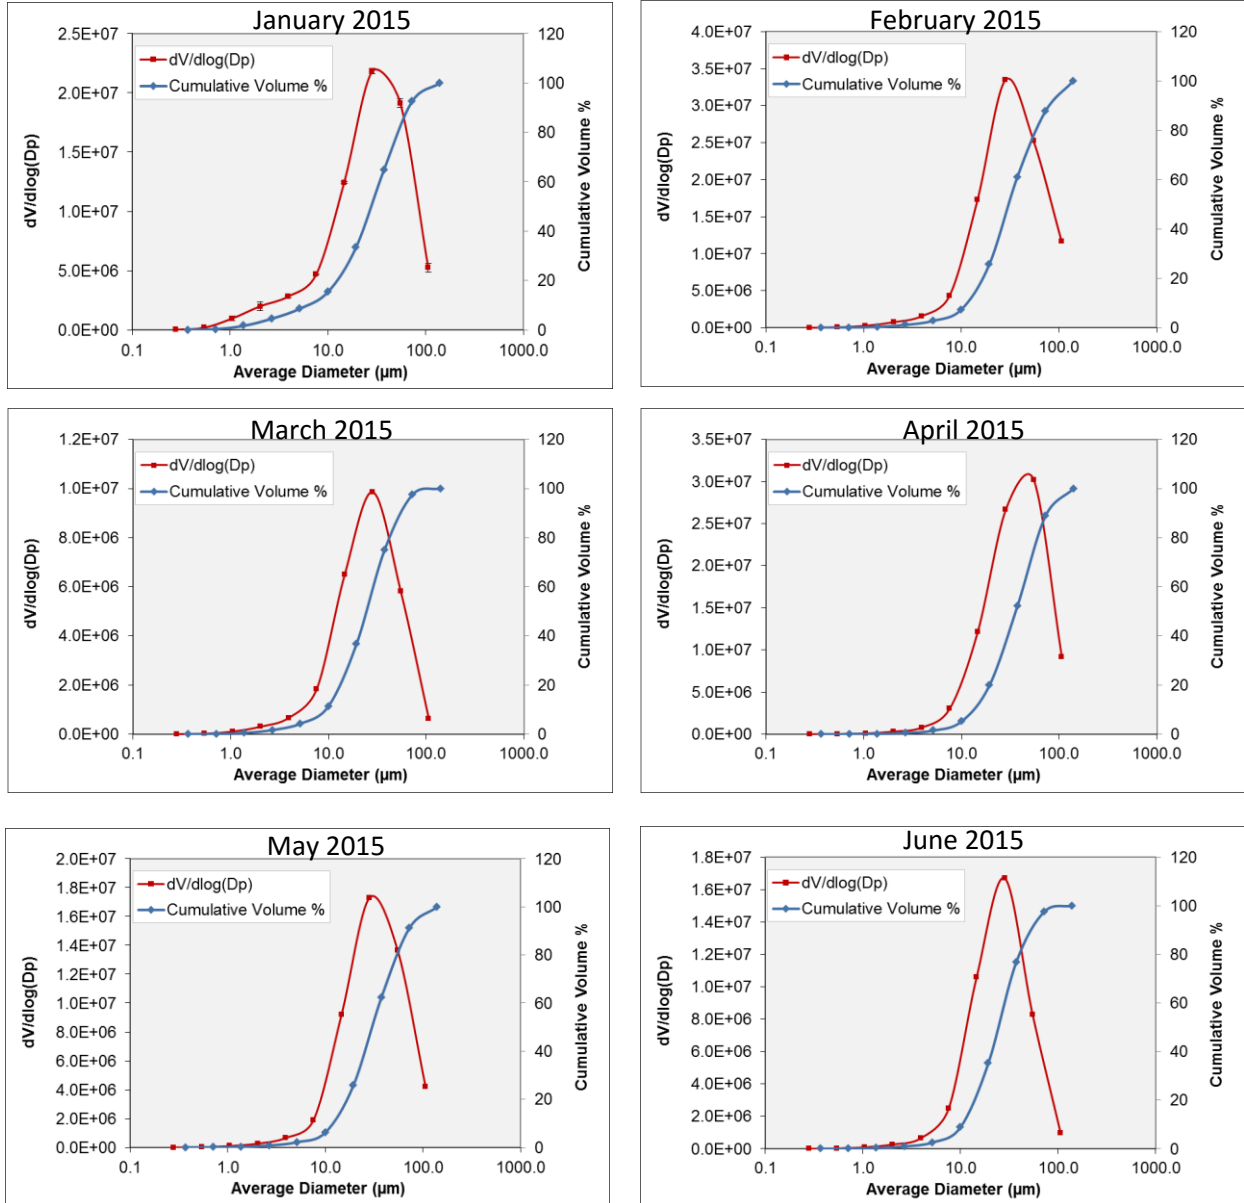 January 2015
2.5E+07
2.0E+07
1.5E+07
1.0E+07
5.0E+06
0.0E+00
dV/dlog(Dp)
dV/dlog(Dp)
Cumulative Volume %
120
100
80
60
40
20
0
Cumulative Volume %
0.1 1.0 10.0 100.0 1000.0
Average Diameter (µm)
February 2015
4.0E+07
3.5E+07
3.0E+07
2.5E+07
2.0E+07
1.5E+07
1.0E+07
5.0E+06
0.0E+00
dV/dlog(Dp)
dV/dlog(Dp)
Cumulative Volume %
120
100
80
60
40
20
0
Cumulative Volume %
0.1 1.0 10.0 100.0 1000.0
Average Diameter (µm)
March 2015
1.2E+07
1.0E+07
8.0E+06
6.0E+06
4.0E+06
2.0E+06
0.0E+00
dV/dlog(Dp)
dV/dlog(Dp)
Cumulative Volume %
120
100
80
60
40
20
0
Cumulative Volume %
0.1 1.0 10.0 100.0 1000.0
Average Diameter (µm)
April 2015
3.5E+07
3.0E+07
2.5E+07
2.0E+07
1.5E+07
1.0E+07
5.0E+06
0.0E+00
dV/dlog(Dp)
dV/dlog(Dp)
Cumulative Volume %
120
100
80
60
40
20
0
Cumulative Volume %
0.1 1.0 10.0 100.0 1000.0
Average Diameter (µm)
May 2015
2.0E+07
1.8E+07
1.6E+07
1.4E+07
1.2E+07
1.0E+07
8.0E+06
6.0E+06
4.0E+06
2.0E+06
0.0E+00
dV/dlog(Dp)
dV/dlog(Dp)
Cumulative Volume %
120
100
80
60
40
20
0
Cumulative Volume %
0.1 1.0 10.0 100.0 1000.0
Average Diameter (µm)
June 2015
1.8E+07
1.6E+07
1.4E+07
1.2E+07
1.0E+07
8.0E+06
6.0E+06
4.0E+06
2.0E+06
0.0E+00
dV/dlog(Dp)
dV/dlog(Dp)
Cumulative Volume %
120
100
80
60
40
20
0
Cumulative Volume %
0.1 1.0 10.0 100.0 1000.0
Average Diameter (µm)